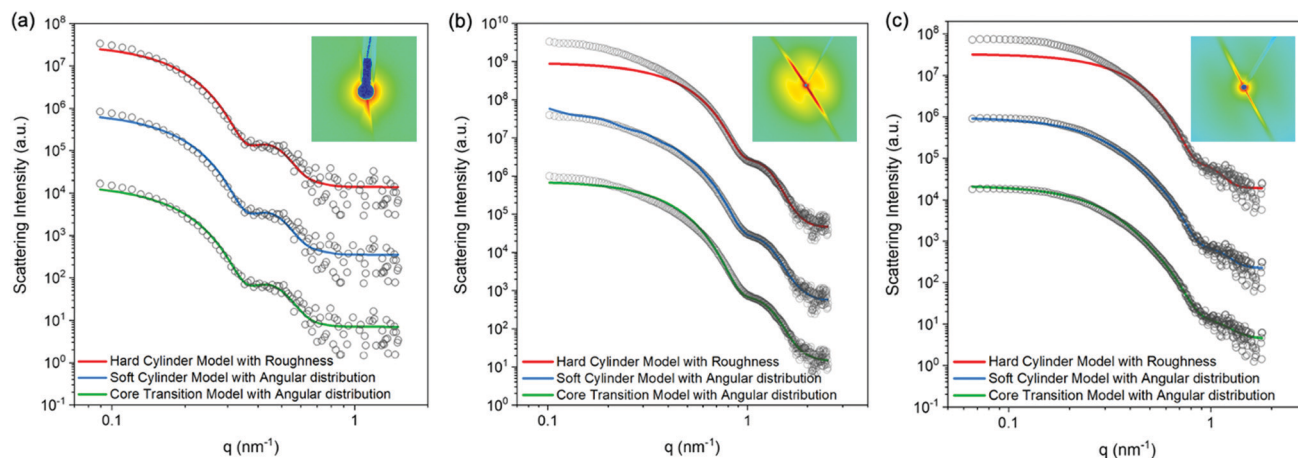 (a)
10^8
10^7
10^6
10^5
10^4
10^3
10^2
10^1
10^0
10^-1
Scattering Intensity (a.u.)
Hard Cylinder Model with Roughness
Soft Cylinder Model with Angular distribution
Core Transition Model with Angular distribution
0.1 1
q (nm^-1)
(b)
10^10
10^9
10^8
10^7
10^6
10^5
10^4
10^3
10^2
10^1
10^0
Scattering Intensity (a.u.)
Hard Cylinder Model with Roughness
Soft Cylinder Model with Angular distribution
Core Transition Model with Angular distribution
0.1 1
q (nm^-1)
(c)
10^8
10^7
10^6
10^5
10^4
10^3
10^2
10^1
10^0
10^-1
Scattering Intensity (a.u.)
Hard Cylinder Model with Roughness
Soft Cylinder Model with Angular distribution
Core Transition Model with Angular distribution
0.1 1
q (nm^-1)